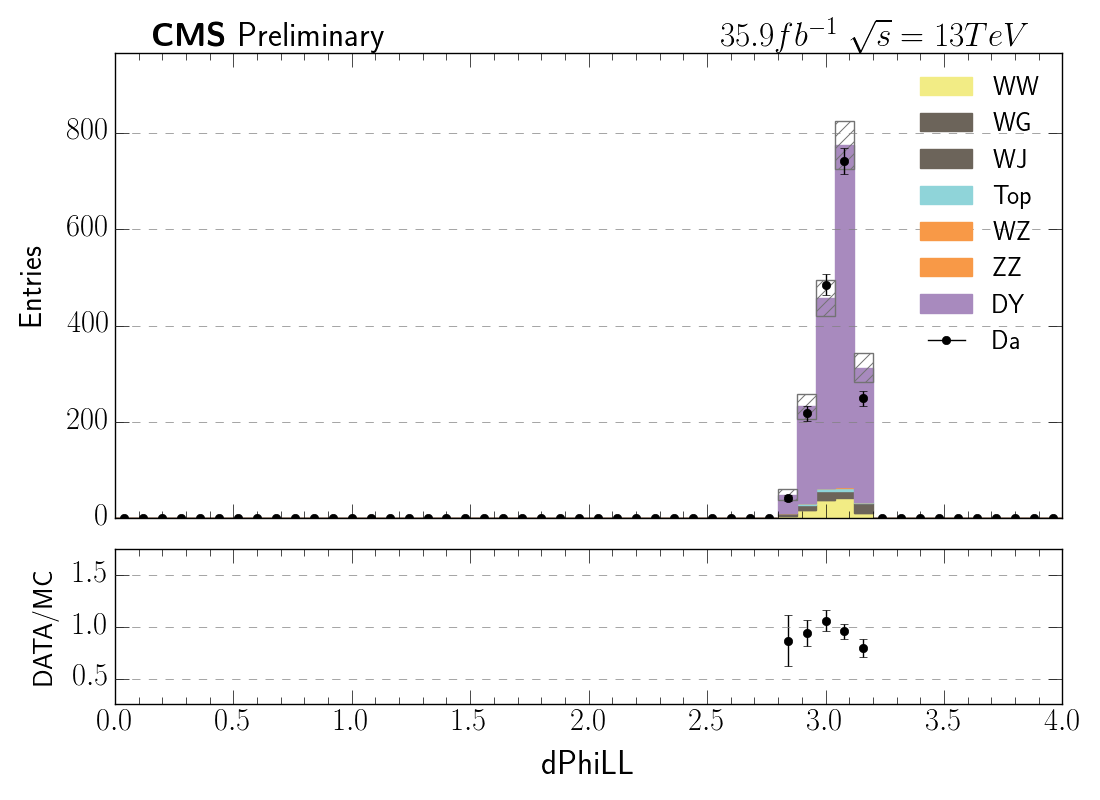 CMS Preliminary 35.9fb⁻¹ √s = 13TeV
WW
WG
WJ
Top
WZ
ZZ
DY
Da
Entries
800
600
400
200
0
DATA/MC
1.5
1.0
0.5
0.0 0.5 1.0 1.5 2.0 2.5 3.0 3.5 4.0
dPhiLL